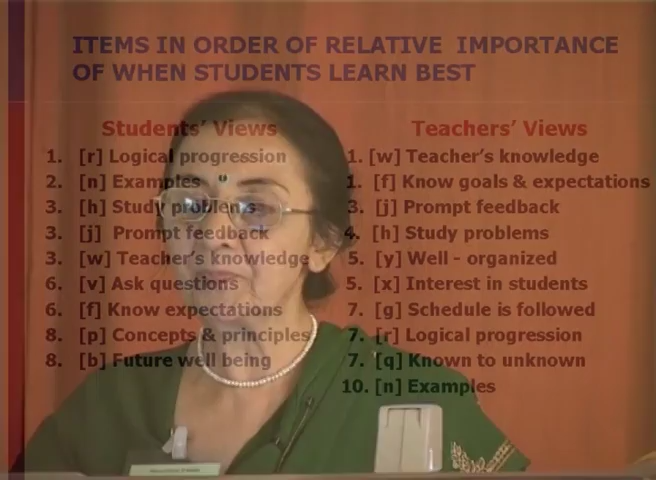 ITEMS IN ORDER OF RELATIVE IMPORTANCE
OF WHEN STUDENTS LEARN BEST
Students' Views
1. [r] Logical progression
2. [n] Examples
3. [h] Study problem
3. [j] Prompt feedback
3. [w] Teacher's knowledge
6. [v] Ask questions
6. [f] Know expectations
8. [p] Concepts & principles
8. [b] Future well being
Teachers' Views
1. [w] Teacher's knowledge
1. [f] Know goals & expectations
3. [j] Prompt feedback
4. [h] Study problems
5. [y] Well - organized
5. [x] Interest in students
7. [g] Schedule is followed
7. [r] Logical progression
7. [q] Known to unknown
10. [n] Examples